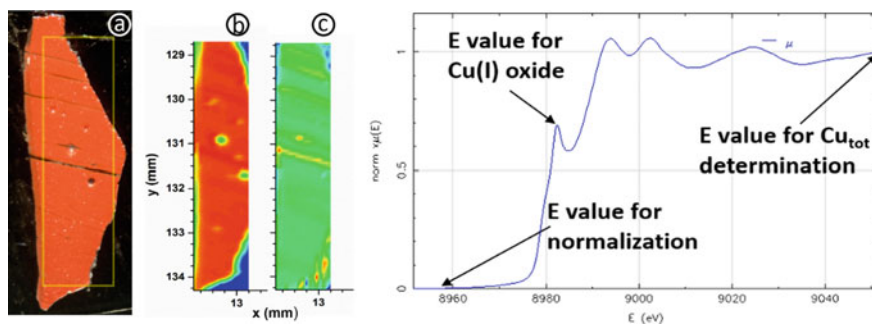 a
b
c
129
130
131
132
133
134
y (mm)
13
13
x (mm)
E value for
Cu(I) oxide
μ
E value for Cutot
determination
E value for
normalization
norm xμ(E)
1
0.5
0
8960
8980
9000
9020
9040
E (eV)